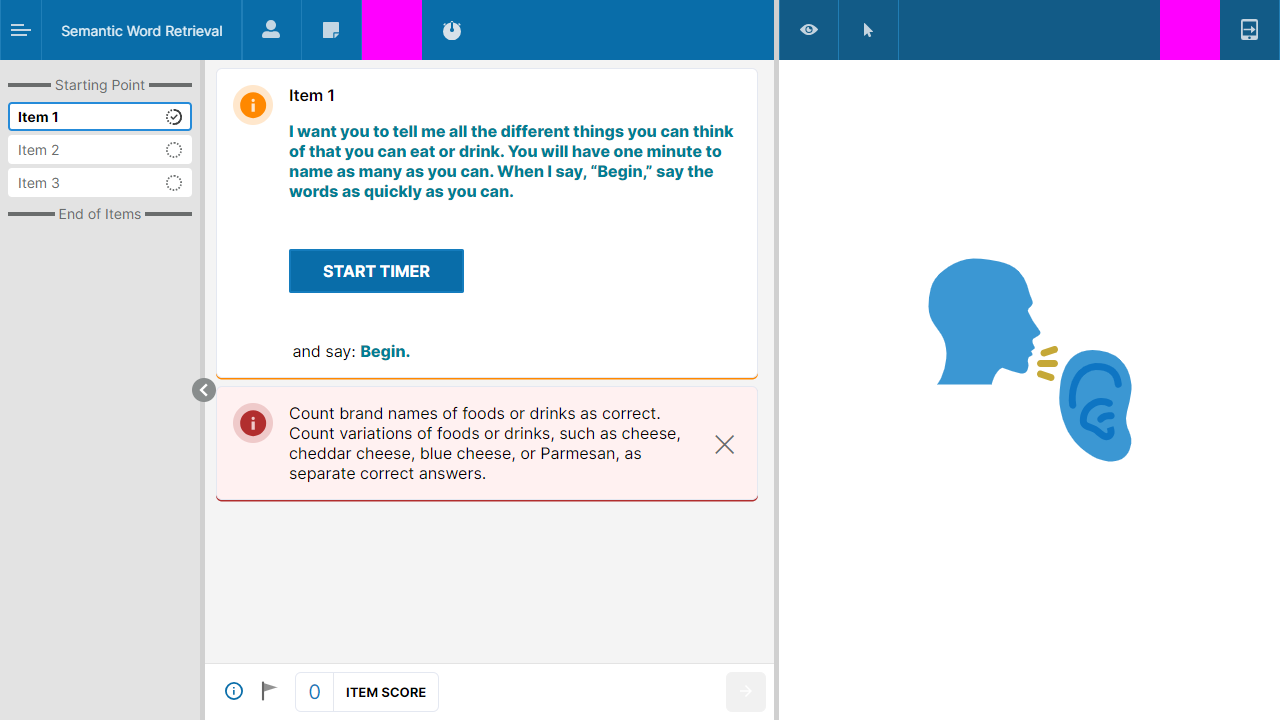 Semantic Word Retrieval
Starting Point
Item 1
Item 2
Item 3
End of Items
Item 1
I want you to tell me all the different things you can think
of that you can eat or drink. You will have one minute to
name as many as you can. When I say, “Begin,” say the
words as quickly as you can.
START TIMER
and say: Begin.
Count brand names of foods or drinks as correct.
Count variations of foods or drinks, such as cheese,
cheddar cheese, blue cheese, or Parmesan, as
separate correct answers.
0 ITEM SCORE